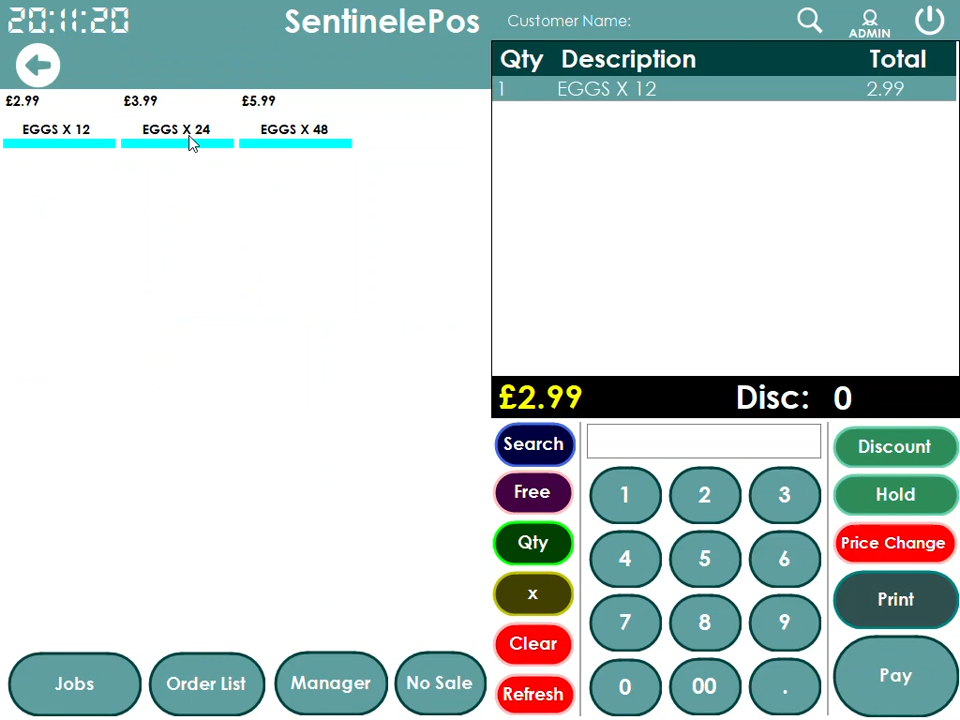 20:11:20
SentinelePos
Customer Name:
ADMIN
£2.99
£3.99
£5.99
EGGS X 12
EGGS X 24
EGGS X 48
Qty Description Total
1 EGGS X 12 2.99
£2.99 Disc: 0
Search
Free
Qty
x
Clear
Refresh
1 2 3
4 5 6
7 8 9
0 00 .
Discount
Hold
Price Change
Print
Pay
Jobs
Order List
Manager
No Sale